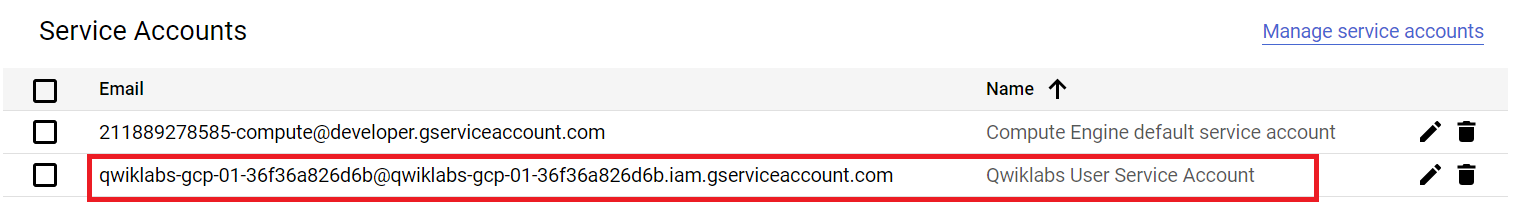 Service Accounts Manage service accounts
Email Name
211889278585-compute@developer.gserviceaccount.com Compute Engine default service account
qwiklabs-gcp-01-36f36a826d6b@qwiklabs-gcp-01-36f36a826d6b.iam.gserviceaccount.com Qwiklabs User Service Account